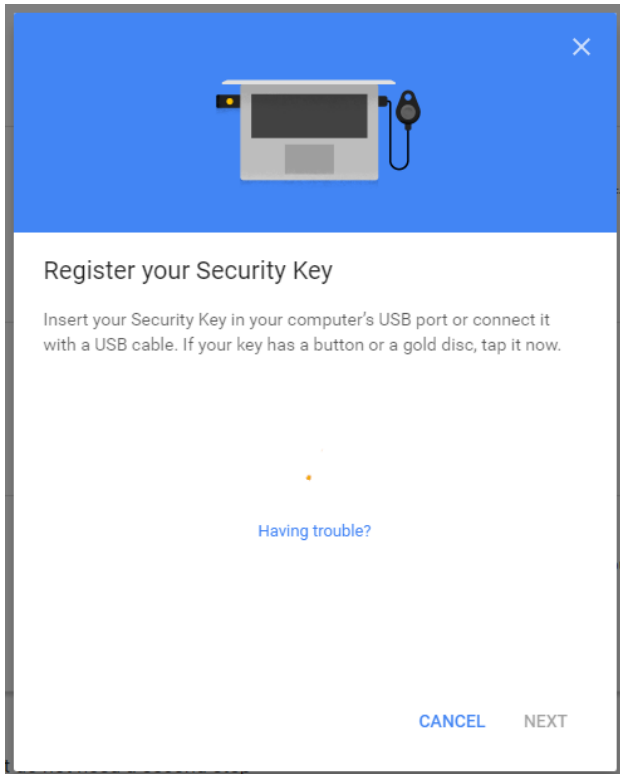 Register your Security Key
Insert your Security Key in your computer's USB port or connect it
with a USB cable. If your key has a button or a gold disc, tap it now.
Having trouble?
CANCEL NEXT